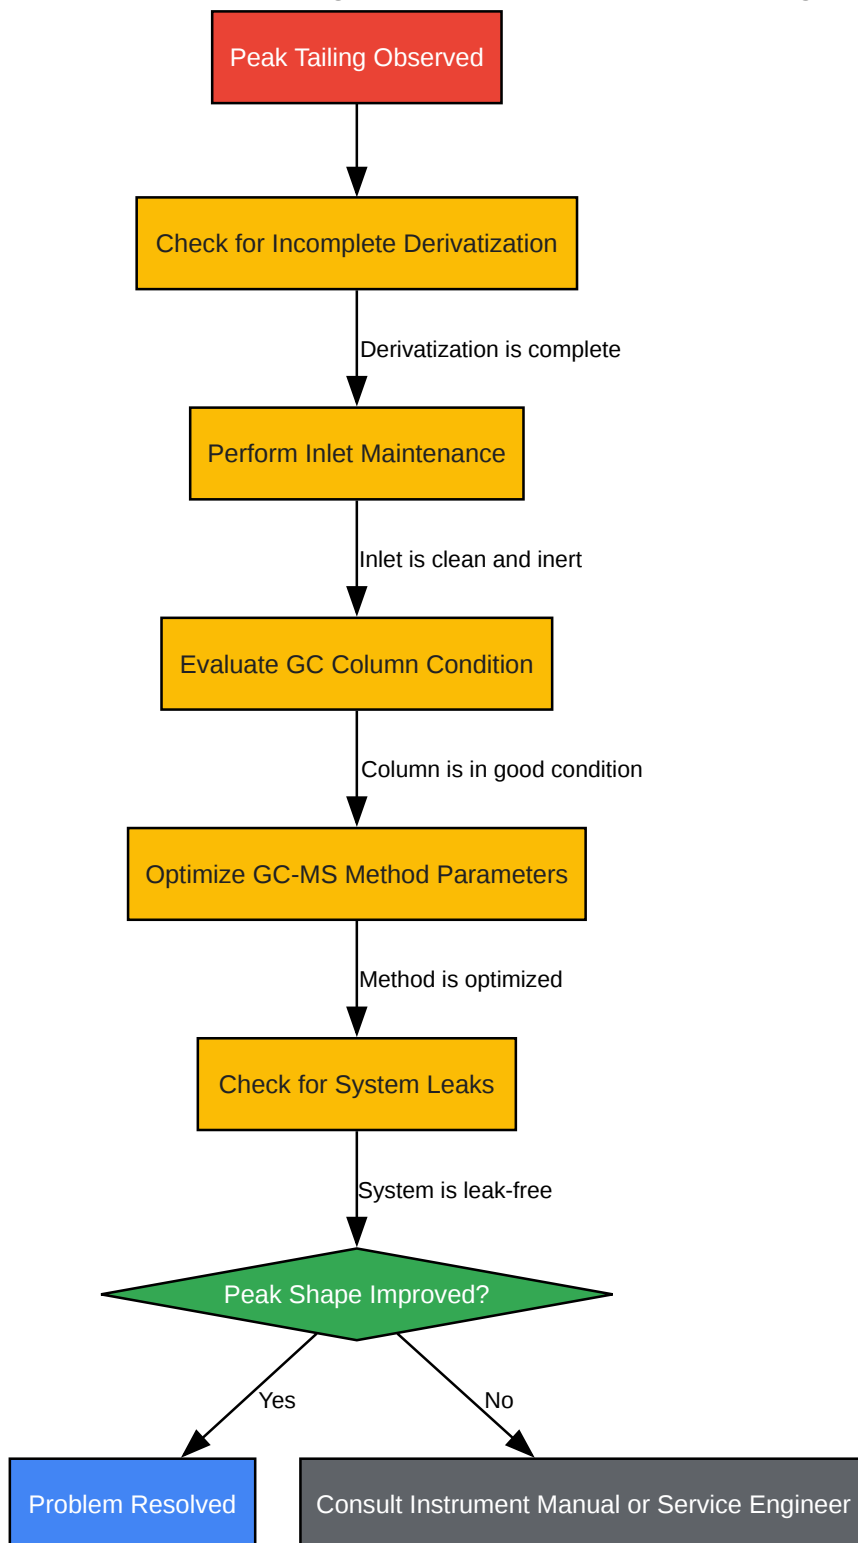 Peak Tailing Observed
Check for Incomplete Derivatization
Derivatization is complete
Perform Inlet Maintenance
Inlet is clean and inert
Evaluate GC Column Condition
Column is in good condition
Optimize GC-MS Method Parameters
Method is optimized
Check for System Leaks
System is leak-free
Peak Shape Improved?
Yes
No
Problem Resolved
Consult Instrument Manual or Service Engineer